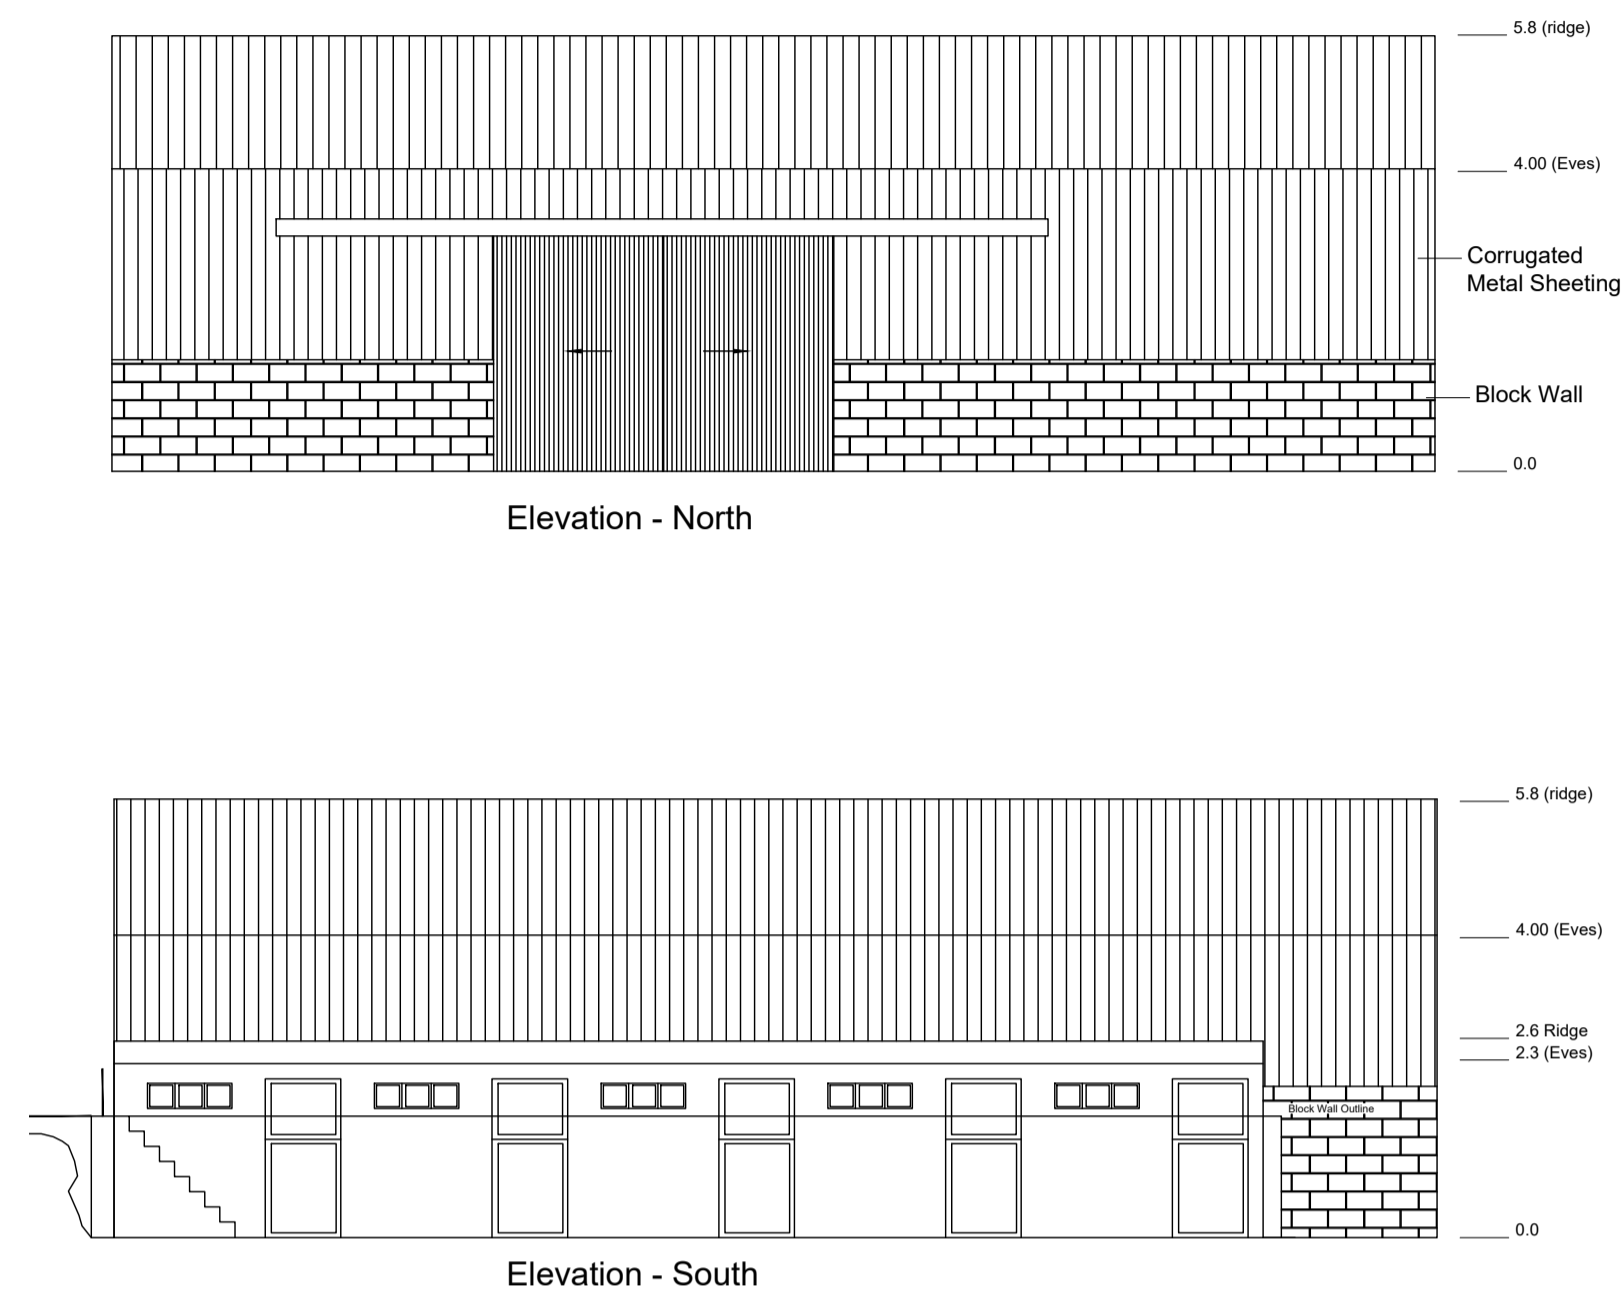 5.8 (ridge)
4.00 (Eves)
Corrugated
Metal Sheeting
Block Wall
0.0
Elevation - North
5.8 (ridge)
4.00 (Eves)
2.6 Ridge
2.3 (Eves)
Block Wall Outline
0.0
Elevation - South